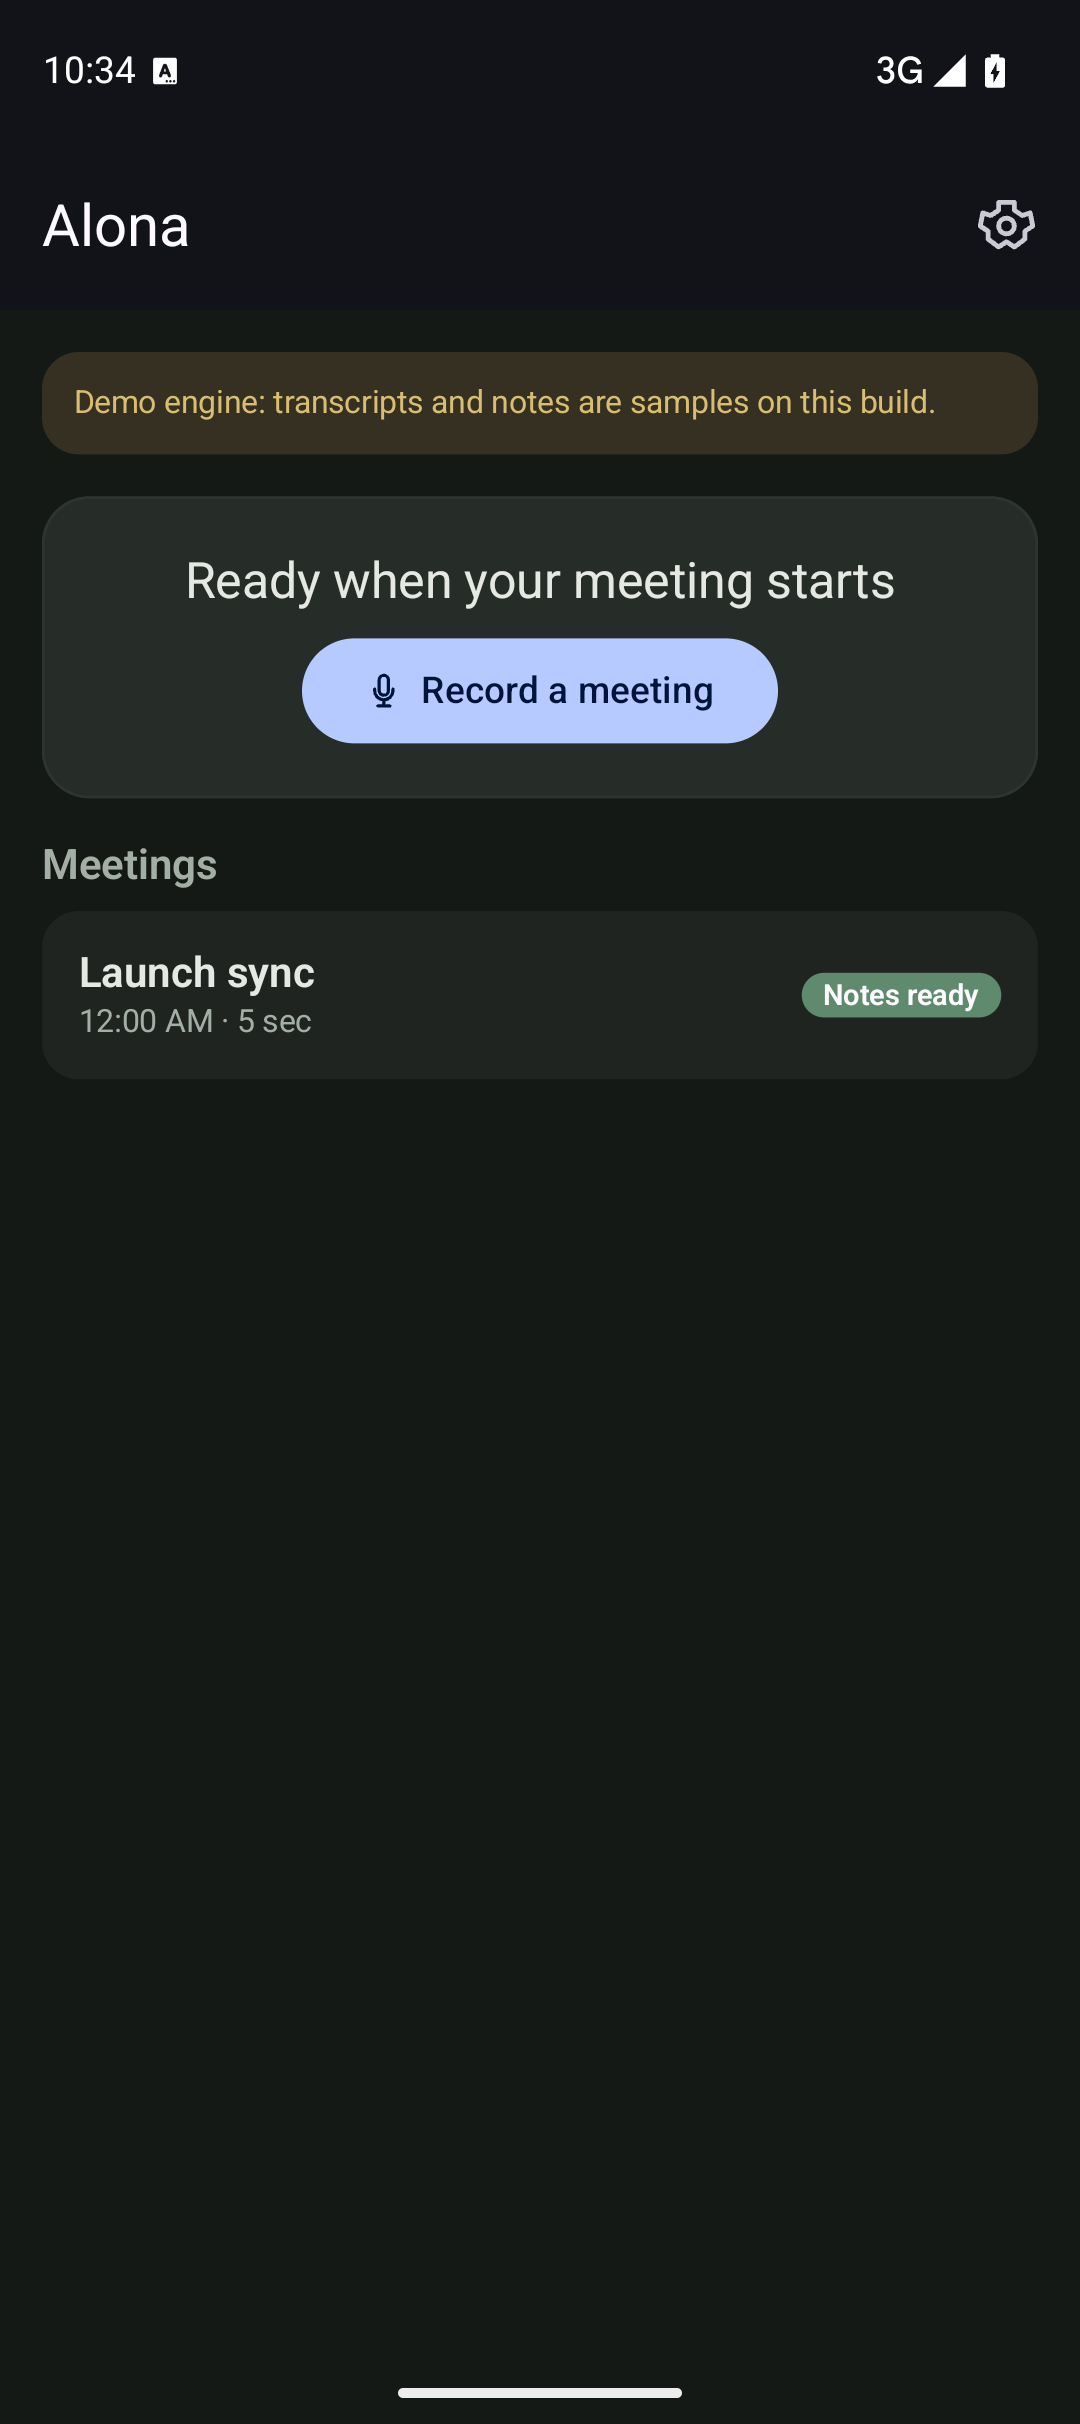 10:34
3G
Alona
Demo engine: transcripts and notes are samples on this build.
Ready when your meeting starts
Record a meeting
Meetings
Launch sync
12:00 AM · 5 sec
Notes ready